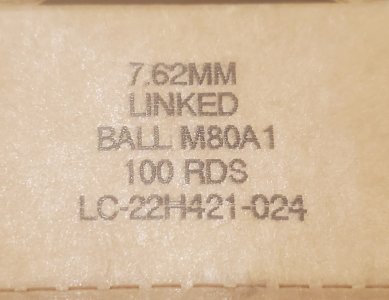 7.62MM
LINKED
BALL M80A1
100 RDS
LC-22H421-024